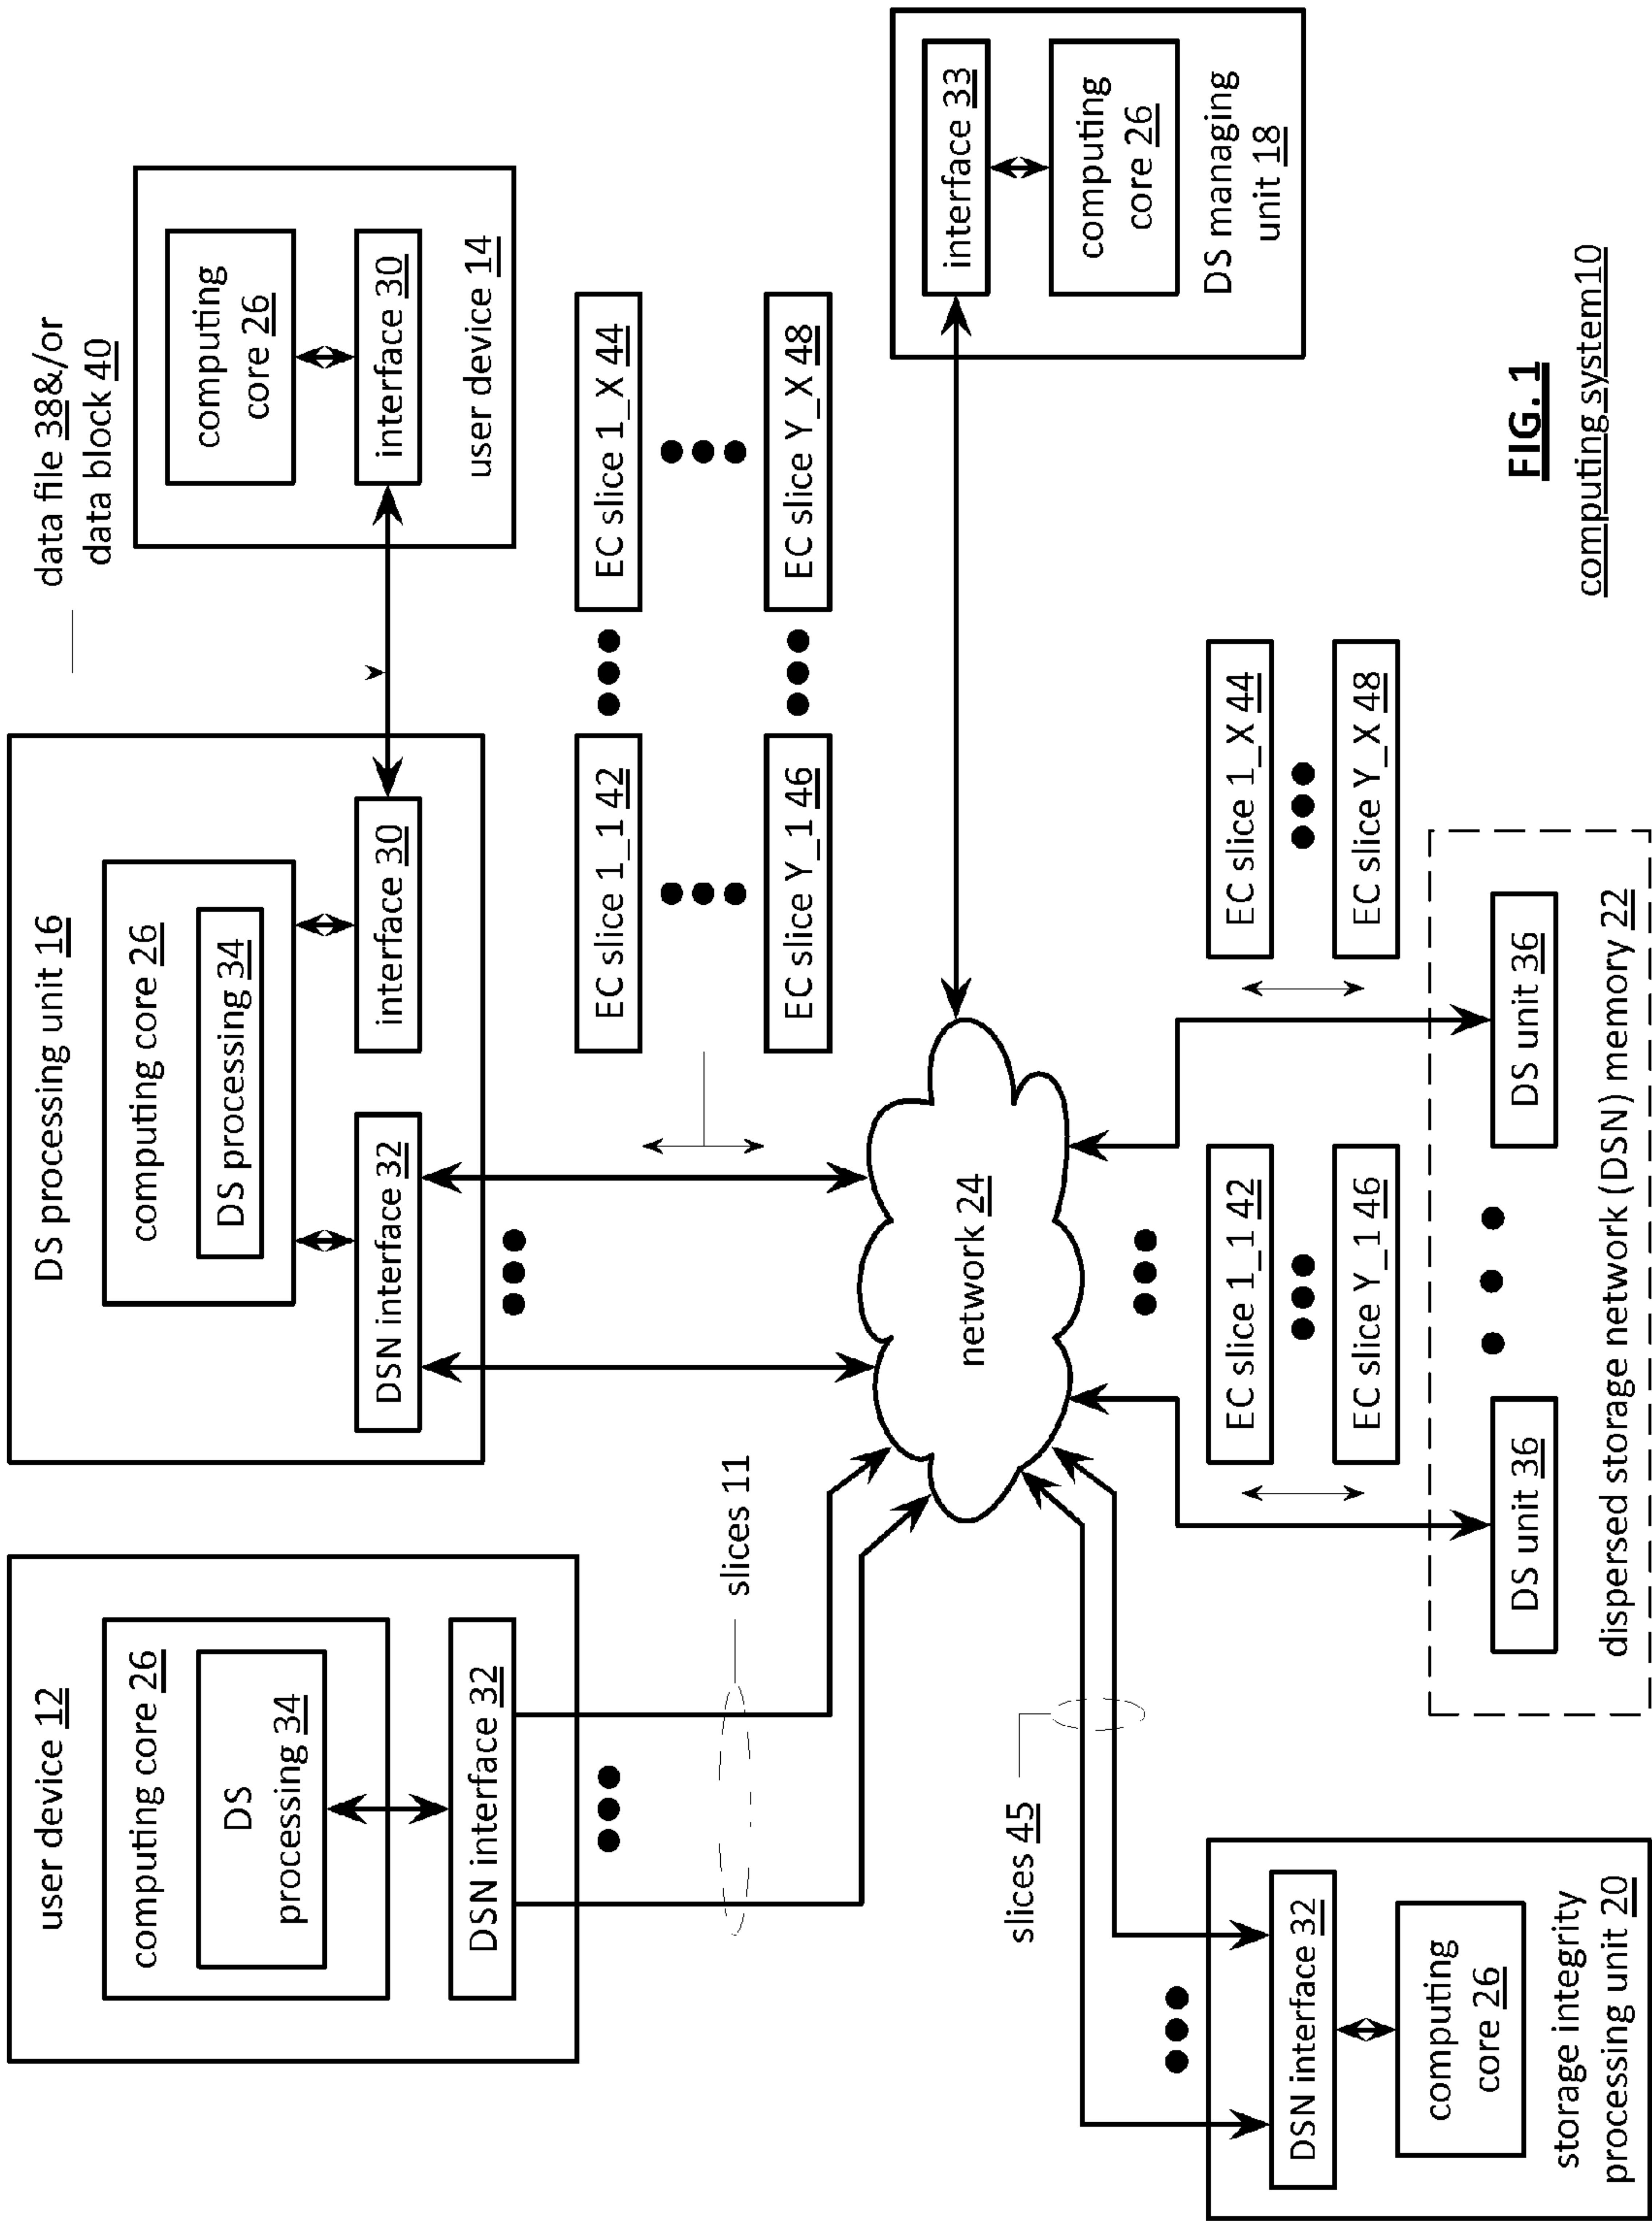 user device 12
computing core 26
DS
processing 34
DSN interface 32
slices 11
DS processing unit 16
computing core 26
DS processing 34
DSN interface 32
interface 30
data file 38&/or
data block 40
computing
core 26
interface 30
user device 14
EC slice 1_1 42
EC slice 1_X 44
EC slice Y_1 46
EC slice Y_X 48
network 24
interface 33
computing
core 26
DS managing
unit 18
slices 45
DSN interface 32
computing
core 26
storage integrity
processing unit 20
EC slice 1_1 42
EC slice Y_1 46
EC slice 1_X 44
EC slice Y_X 48
DS unit 36
DS unit 36
dispersed storage network (DSN) memory 22
FIG. 1
computing system10